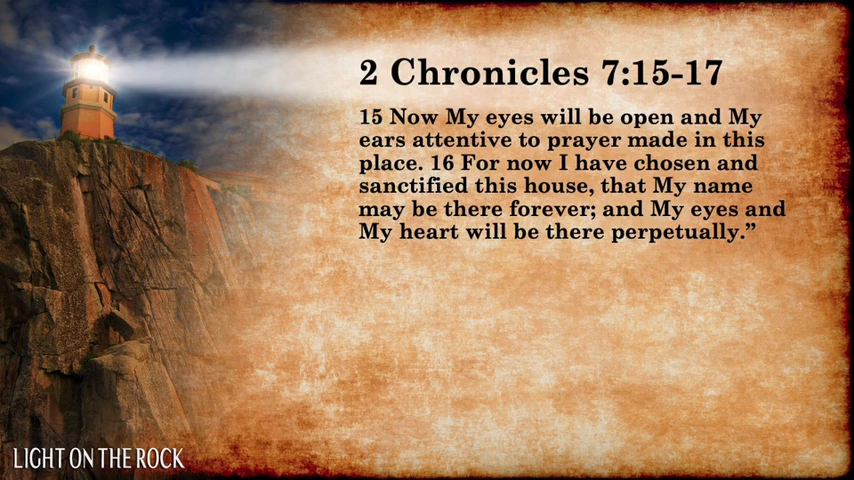 2 Chronicles 7:15-17
15 Now My eyes will be open and My
ears attentive to prayer made in this
place. 16 For now I have chosen and
sanctified this house, that My name
may be there forever; and My eyes and
My heart will be there perpetually.”
LIGHT ON THE ROCK